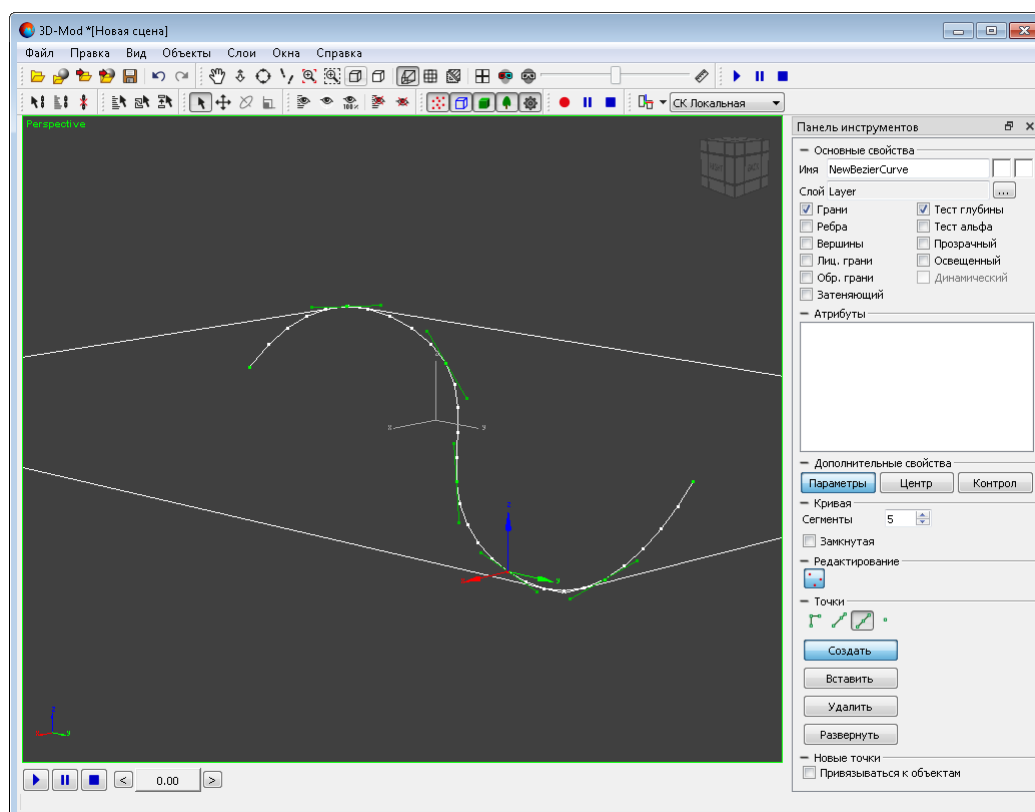 3D-Mod *[Новая сцена]
Файл Правка Вид Объекты Слои Окна Справка
СК Локальная
Perspective
Панель инструментов
Основные свойства
Имя NewBezierCurve
Слой Layer ...
Грани Тест глубины
Ребра Тест альфа
Вершины Прозрачный
Лиц. грани Освещенный
Обр. грани Динамический
Затеняющий
Атрибуты
Дополнительные свойства
Параметры Центр Контрол
Кривая
Сегменты 5
Замкнутая
Редактирование
Точки
Создать
Вставить
Удалить
Развернуть
Новые точки
Привязываться к объектам
< 0.00 >